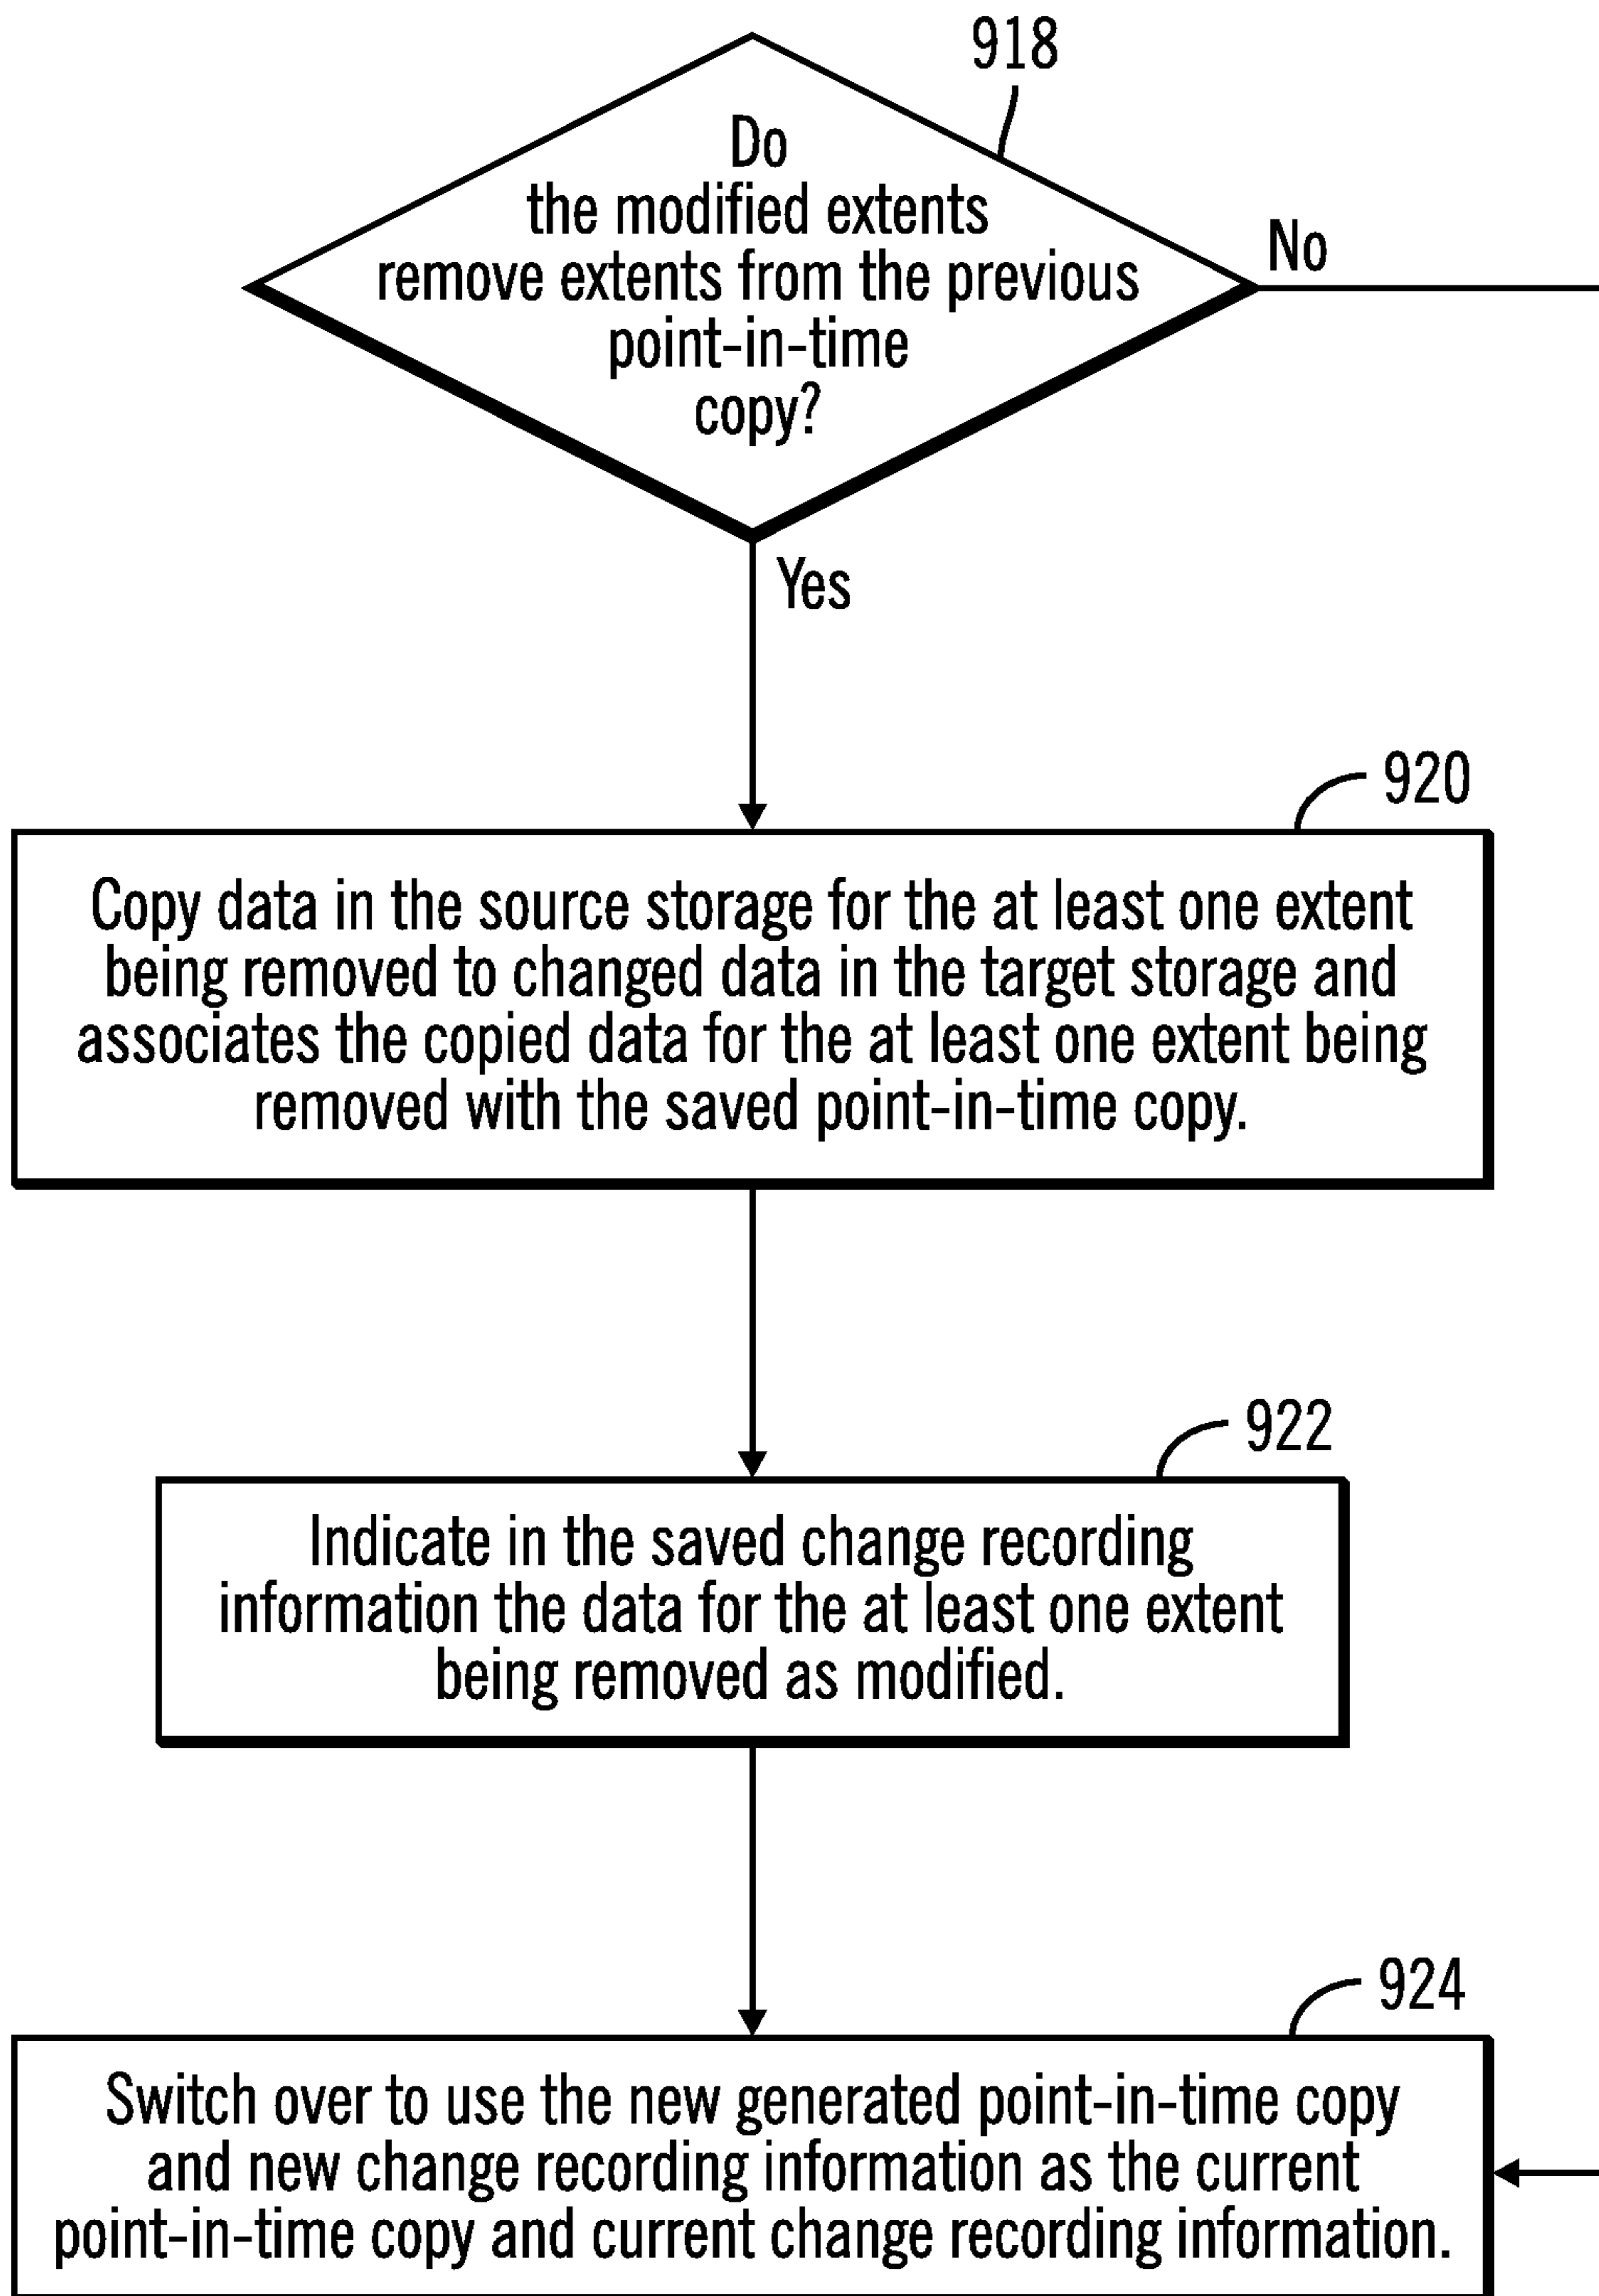 918
Do
the modified extents
remove extents from the previous
point-in-time
copy?
No
Yes
920
Copy data in the source storage for the at least one extent
being removed to changed data in the target storage and
associates the copied data for the at least one extent being
removed with the saved point-in-time copy.
922
Indicate in the saved change recording
information the data for the at least one extent
being removed as modified.
924
Switch over to use the new generated point-in-time copy
and new change recording information as the current
point-in-time copy and current change recording information.